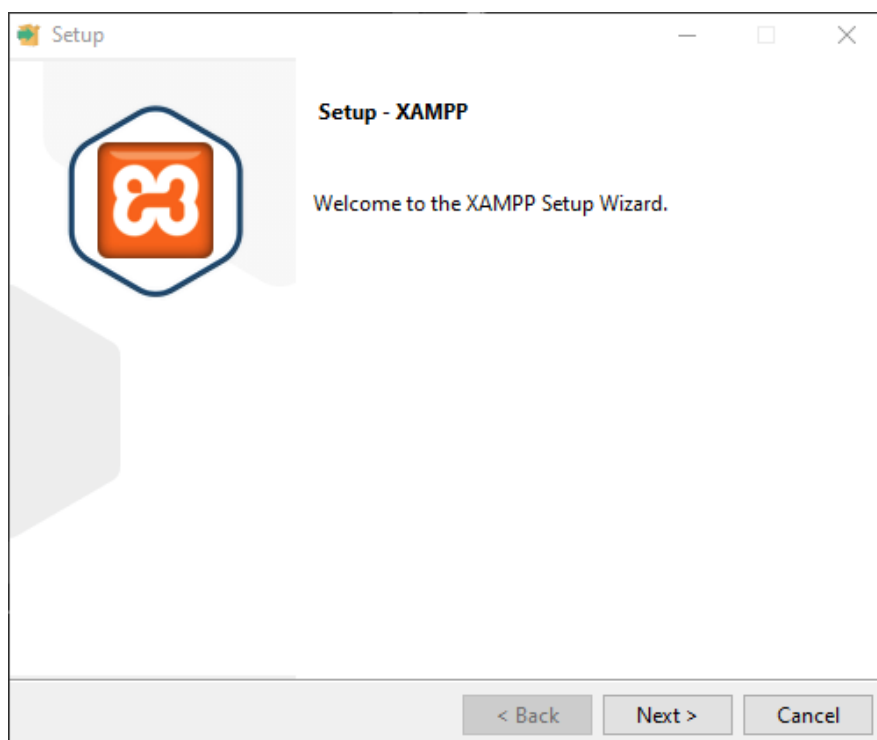 Setup
Setup - XAMPP
Welcome to the XAMPP Setup Wizard.
< Back
Next >
Cancel